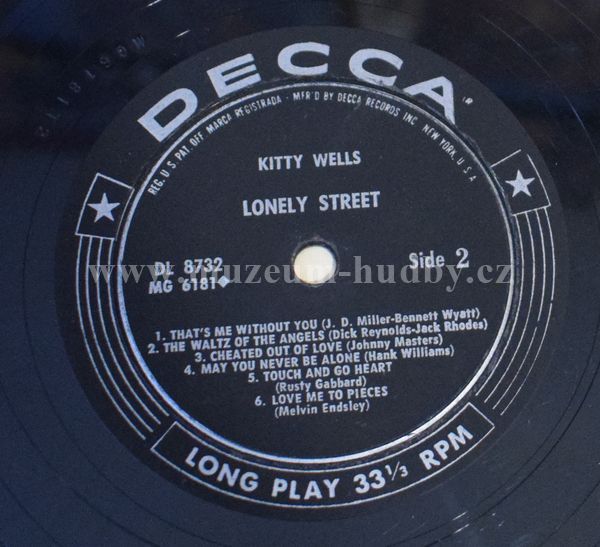 DECCA®
REG. U.S. PAT. OFF. MARCA REGISTRADA • MFR'D BY DECCA RECORDS INC NEW YORK, U.S.A
KITTY WELLS
LONELY STREET
DL 8732
MG 6181◆
Side 2
www.muzeum-hudby.cz
1. THAT'S ME WITHOUT YOU (J. D. Miller-Bennett Wyatt)
2. THE WALTZ OF THE ANGELS (Dick Reynolds-Jack Rhodes)
3. CHEATED OUT OF LOVE (Johnny Masters)
4. MAY YOU NEVER BE ALONE (Hank Williams)
5. TOUCH AND GO HEART
(Rusty Gabbard)
6. LOVE ME TO PIECES
(Melvin Endsley)
LONG PLAY 33⅓ RPM